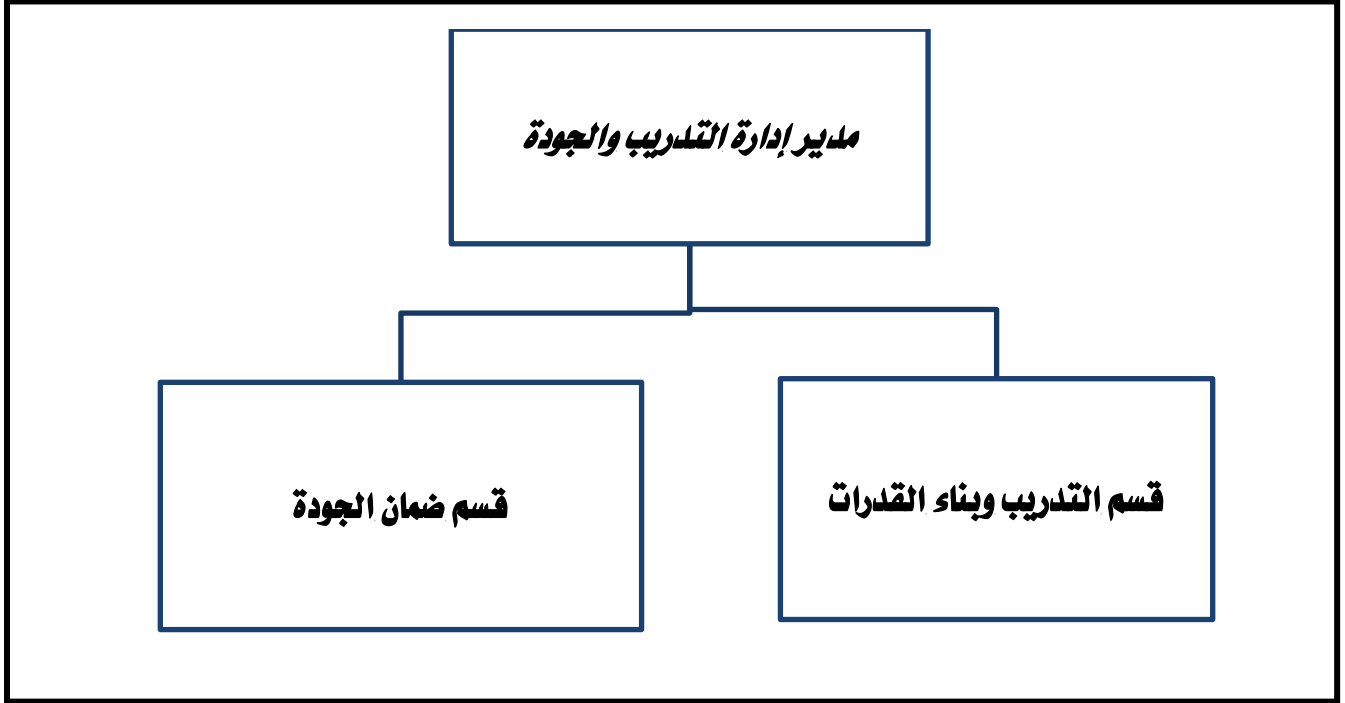 مدير إدارة التدريب والجودة
قسم التدريب وبناء القدرات
قسم ضمان الجودة